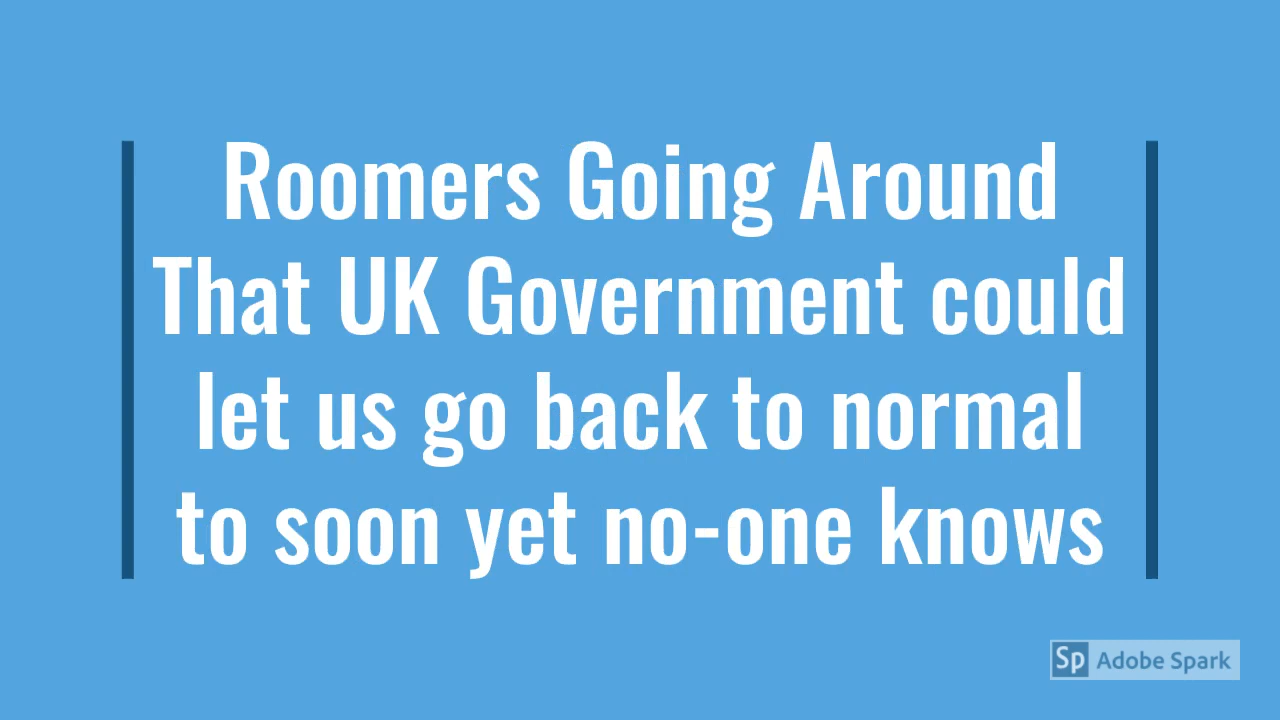 Roomers Going Around
That UK Government could
let us go back to normal
to soon yet no-one knows
Sp Adobe Spark